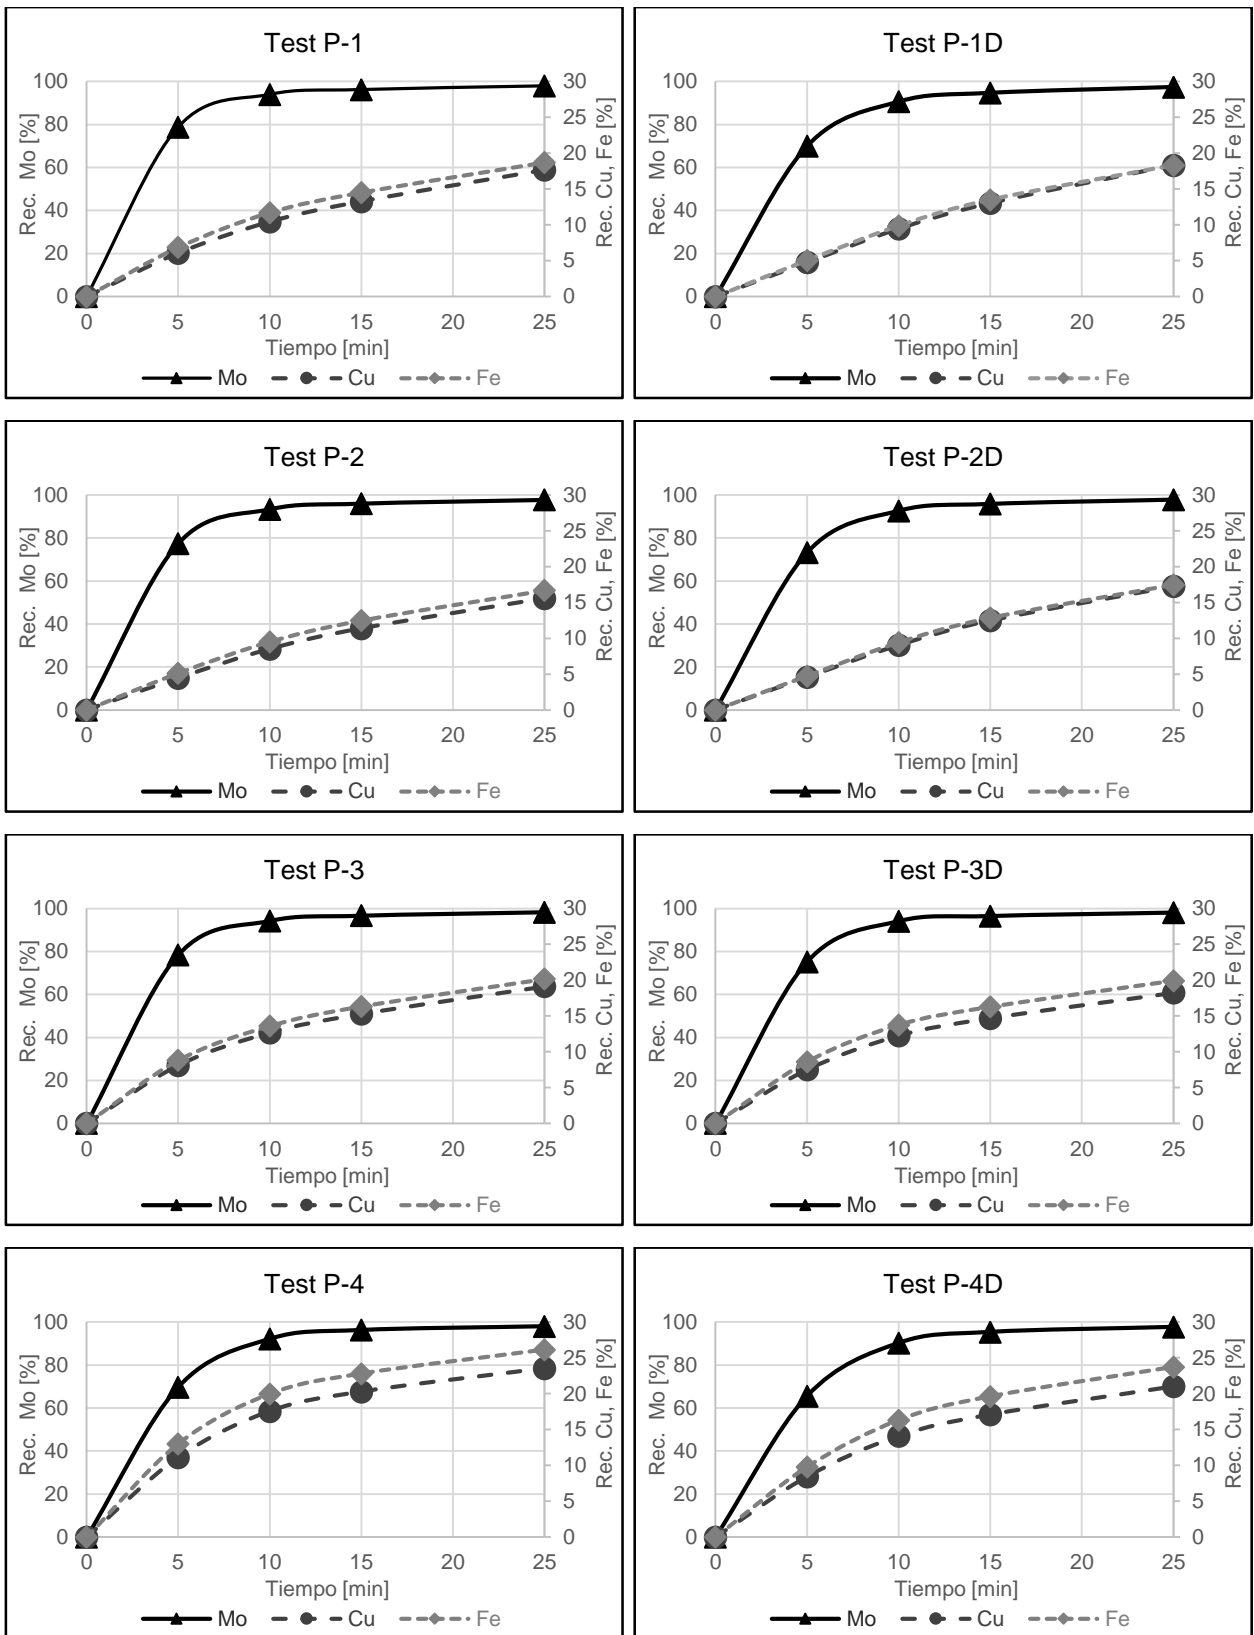 Test P-1
Rec. Mo [%]
100
80
60
40
20
0
30
25
20
15
10
5
0
Rec. Cu, Fe [%]
0 5 10 15 20 25
Tiempo [min]
Mo Cu Fe
Test P-1D
Rec. Mo [%]
100
80
60
40
20
0
30
25
20
15
10
5
0
Rec. Cu, Fe [%]
0 5 10 15 20 25
Tiempo [min]
Mo Cu Fe
Test P-2
Rec. Mo [%]
100
80
60
40
20
0
30
25
20
15
10
5
0
Rec. Cu, Fe [%]
0 5 10 15 20 25
Tiempo [min]
Mo Cu Fe
Test P-2D
Rec. Mo [%]
100
80
60
40
20
0
30
25
20
15
10
5
0
Rec. Cu, Fe [%]
0 5 10 15 20 25
Tiempo [min]
Mo Cu Fe
Test P-3
Rec. Mo [%]
100
80
60
40
20
0
30
25
20
15
10
5
0
Rec. Cu, Fe [%]
0 5 10 15 20 25
Tiempo [min]
Mo Cu Fe
Test P-3D
Rec. Mo [%]
100
80
60
40
20
0
30
25
20
15
10
5
0
Rec. Cu, Fe [%]
0 5 10 15 20 25
Tiempo [min]
Mo Cu Fe
Test P-4
Rec. Mo [%]
100
80
60
40
20
0
30
25
20
15
10
5
0
Rec. Cu, Fe [%]
0 5 10 15 20 25
Tiempo [min]
Mo Cu Fe
Test P-4D
Rec. Mo [%]
100
80
60
40
20
0
30
25
20
15
10
5
0
Rec. Cu, Fe [%]
0 5 10 15 20 25
Tiempo [min]
Mo Cu Fe